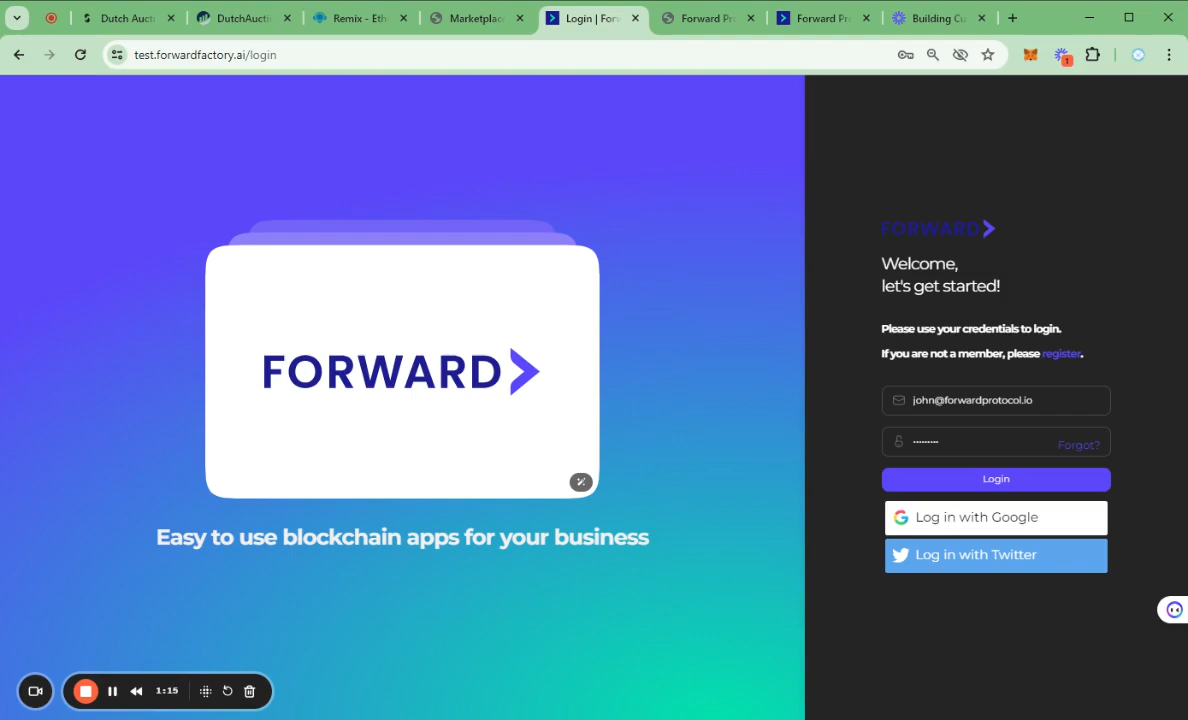 Dutch Aucti
DutchAucti
Remix - Eth
Marketplac
Login | Forw
Forward Pro
Forward Pr
Building Cu
test.forwardfactory.ai/login
1
FORWARD
Welcome,
let's get started!
Please use your credentials to login.
If you are not a member, please register.
john@forwardprotocol.io
Forgot?
Login
Log in with Google
Log in with Twitter
FORWARD
Easy to use blockchain apps for your business
1:15